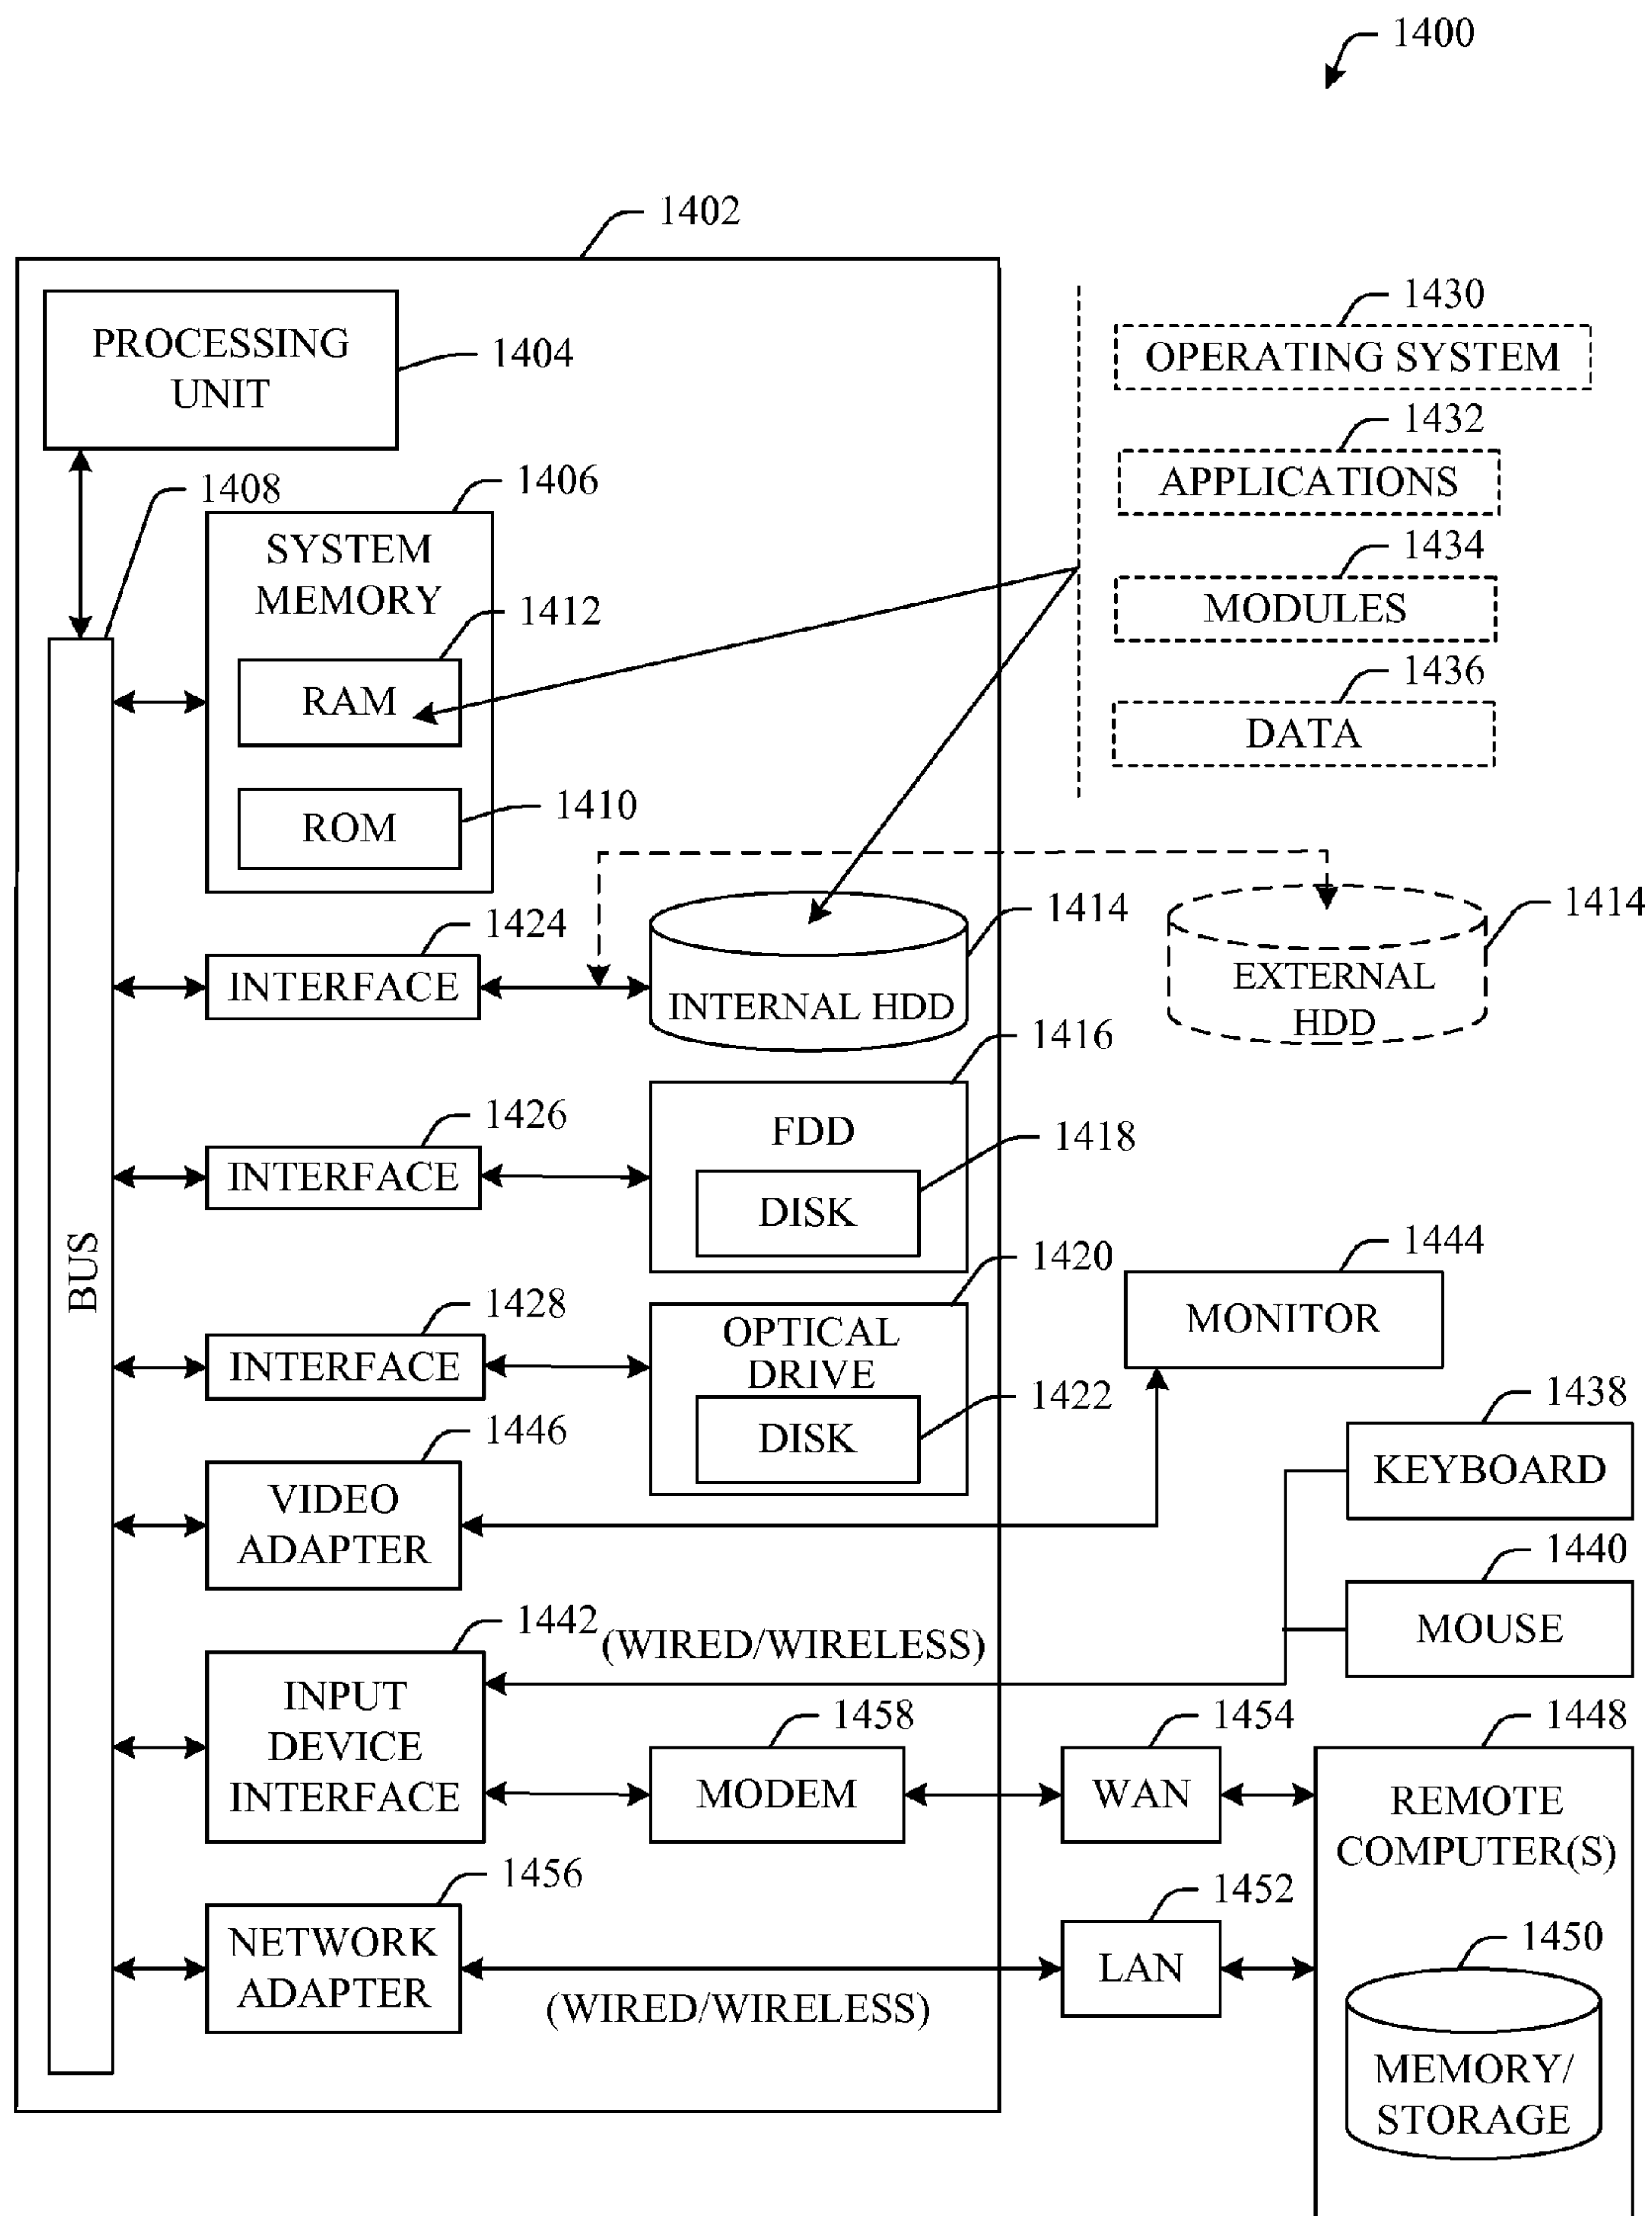 1400
1402
PROCESSING
UNIT
1404
1430
OPERATING SYSTEM
1432
APPLICATIONS
1434
MODULES
1436
DATA
1408
1406
SYSTEM
MEMORY
1412
RAM
1410
ROM
BUS
1424
INTERFACE
1414
INTERNAL HDD
1414
EXTERNAL
HDD
1426
INTERFACE
1416
FDD
1418
DISK
1428
INTERFACE
1420
OPTICAL
DRIVE
1422
DISK
1444
MONITOR
1446
VIDEO
ADAPTER
1438
KEYBOARD
1440
MOUSE
1442
(WIRED/WIRELESS)
INPUT
DEVICE
INTERFACE
1458
MODEM
1454
WAN
1448
REMOTE
COMPUTER(S)
1456
NETWORK
ADAPTER
(WIRED/WIRELESS)
1452
LAN
1450
MEMORY/
STORAGE